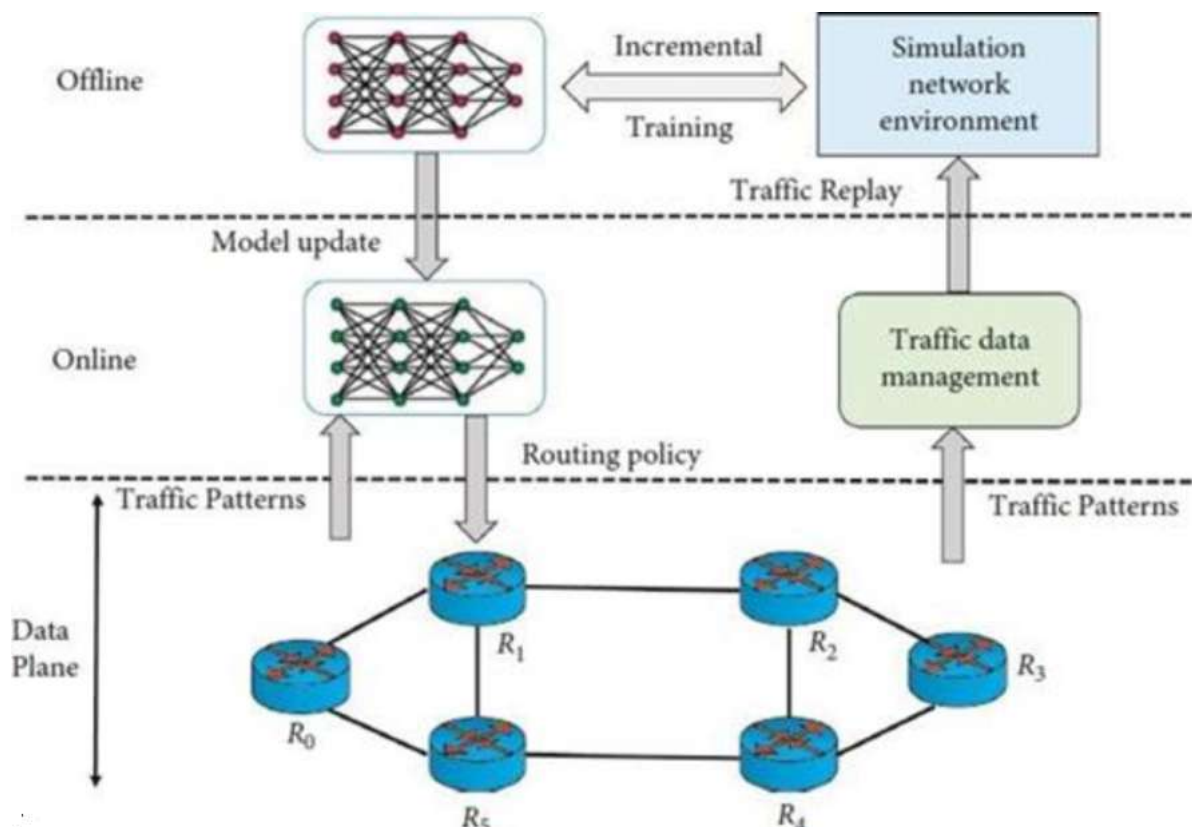 Offline
Incremental
Training
Simulation
network
environment
Traffic Replay
Model update
Online
Traffic data
management
Routing policy
Traffic Patterns
Traffic Patterns
Data
Plane
R0
R1
R2
R3
R5
R4